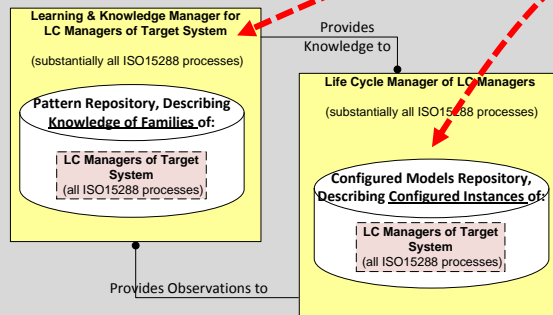 Learning & Knowledge Manager for
LC Managers of Target System
(substantially all ISO15288 processes)
Pattern Repository, Describing
Knowledge of Families of:
LC Managers of Target
System
(all ISO15288 processes)
Provides
Knowledge to
Life Cycle Manager of LC Managers
(substantially all ISO15288 processes)
Configured Models Repository,
Describing Configured Instances of:
LC Managers of Target
System
(all ISO15288 processes)
Provides Observations to